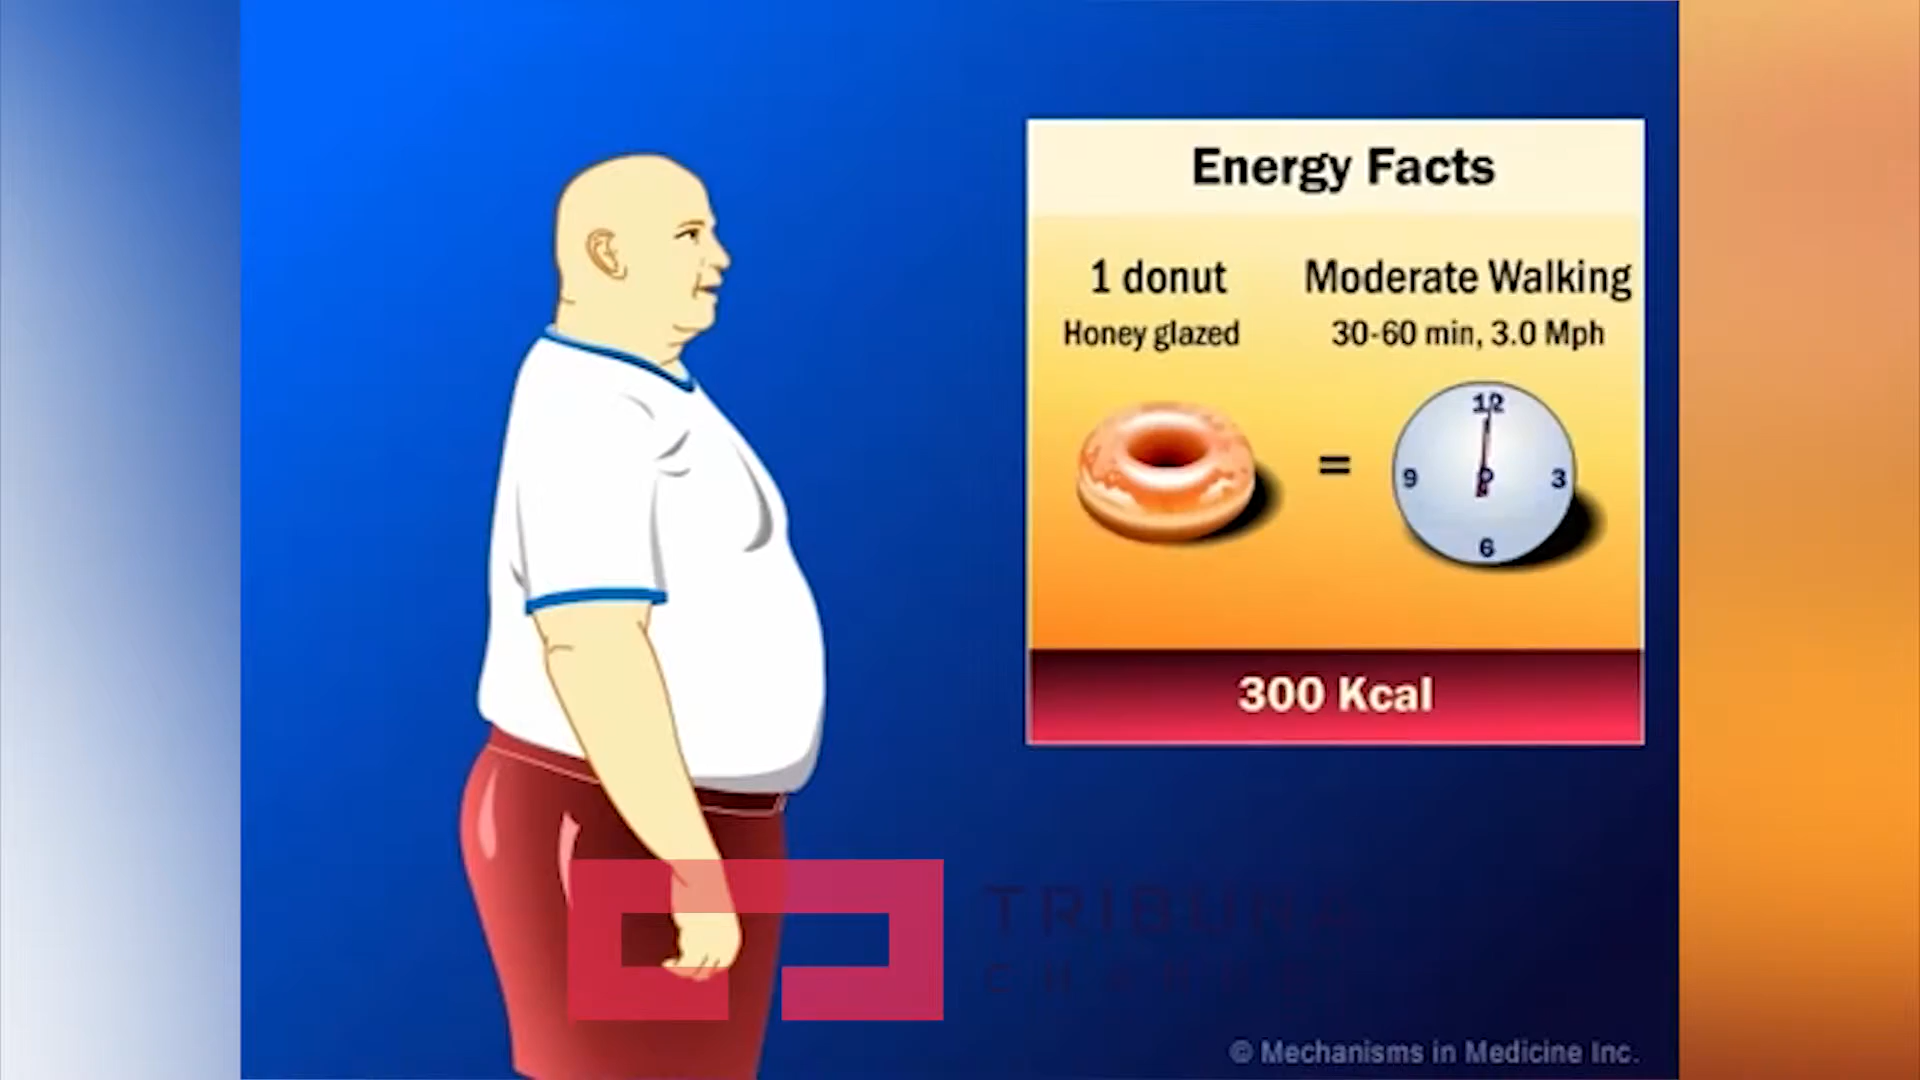 Energy Facts
1 donut
Honey glazed
Moderate Walking
30-60 min, 3.0 Mph
=
12
9
3
6
300 Kcal
TRIBUNA
CHANNEL
© Mechanisms in Medicine Inc.